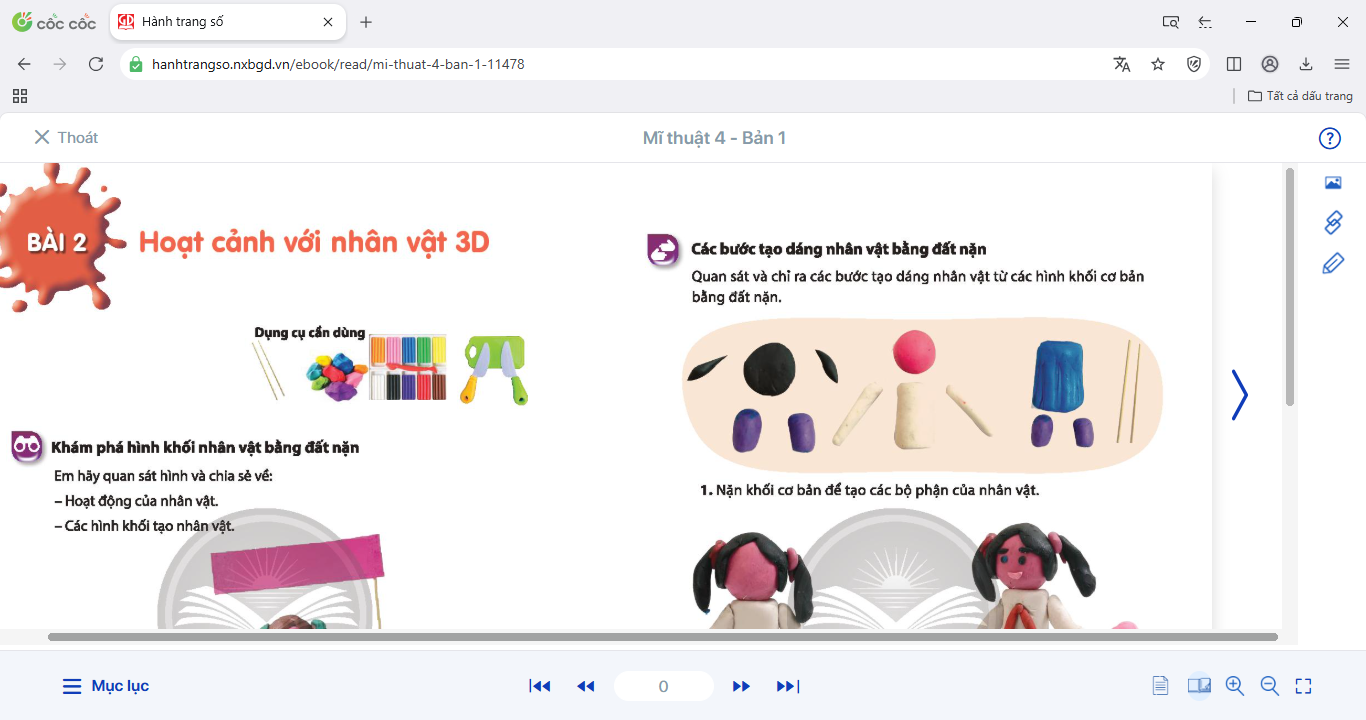 cốc cốc
Hành trang số
hanhtrangso.nxbgd.vn/ebook/read/mi-thuat-4-ban-1-11478
Tất cả dấu trang
Thoát
Mĩ thuật 4 - Bản 1
BÀI 2
Hoạt cảnh với nhân vật 3D
Dụng cụ cần dùng
Khám phá hình khối nhân vật bằng đất nặn
Em hãy quan sát hình và chia sẻ về:
– Hoạt động của nhân vật.
– Các hình khối tạo nhân vật.
Các bước tạo dáng nhân vật bằng đất nặn
Quan sát và chỉ ra các bước tạo dáng nhân vật từ các hình khối cơ bản
bằng đất nặn.
1. Nặn khối cơ bản để tạo các bộ phận của nhân vật.
Mục lục
0